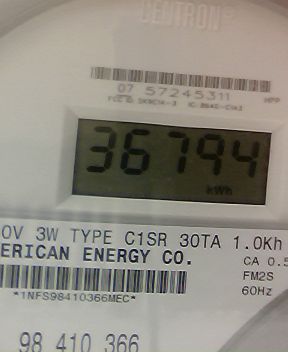 CENTRON®
07 57245311
36794
kWh
0V 3W TYPE C1SR 30TA 1.0Kh
ERICAN ENERGY CO.
CA 0.5
FM2S
*1NFS98410366MEC*
60Hz
98 410 366